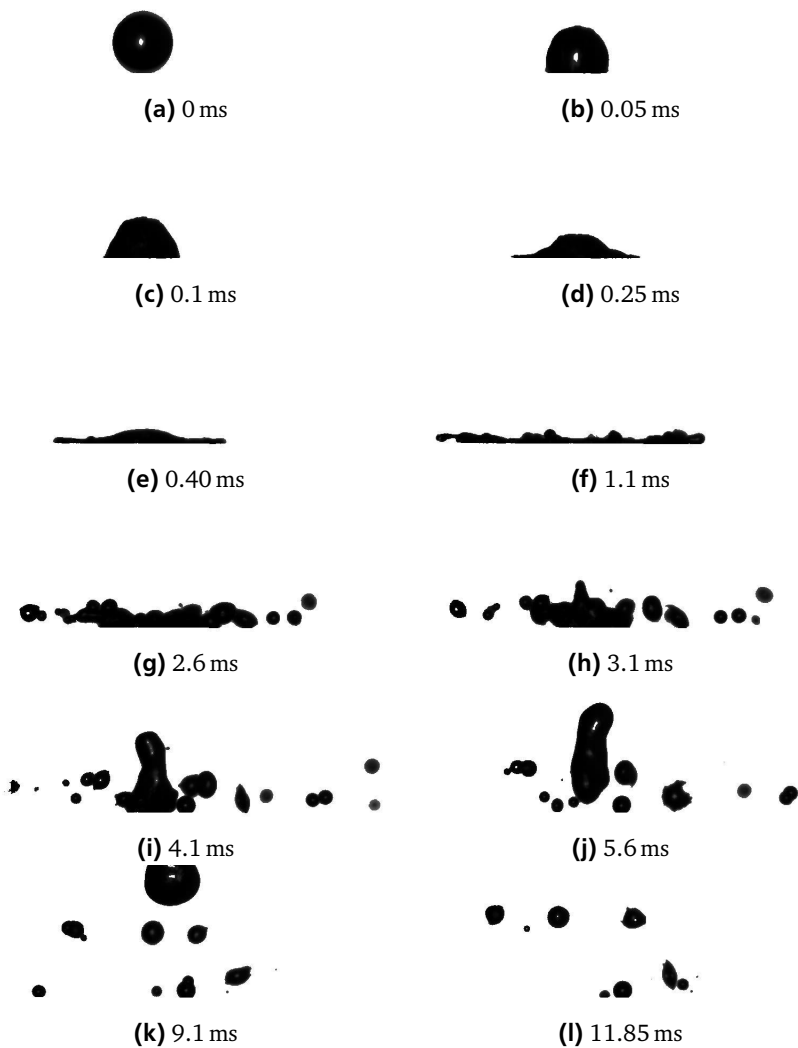 (a) 0 ms
(b) 0.05 ms
(c) 0.1 ms
(d) 0.25 ms
(e) 0.40 ms
(f) 1.1 ms
(g) 2.6 ms
(h) 3.1 ms
(i) 4.1 ms
(j) 5.6 ms
(k) 9.1 ms
(l) 11.85 ms